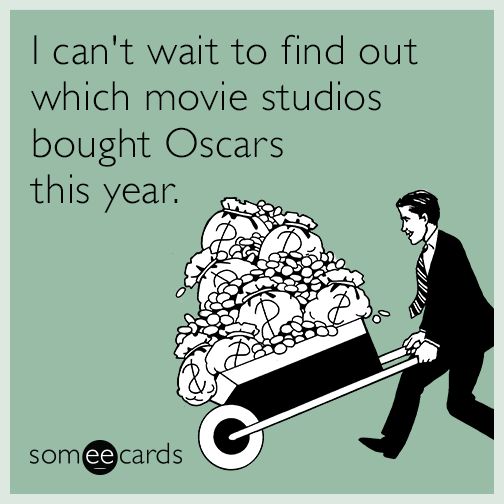 I can't wait to find out
which movie studios
bought Oscars
this year.
$
$
$
$
$
$
someecards